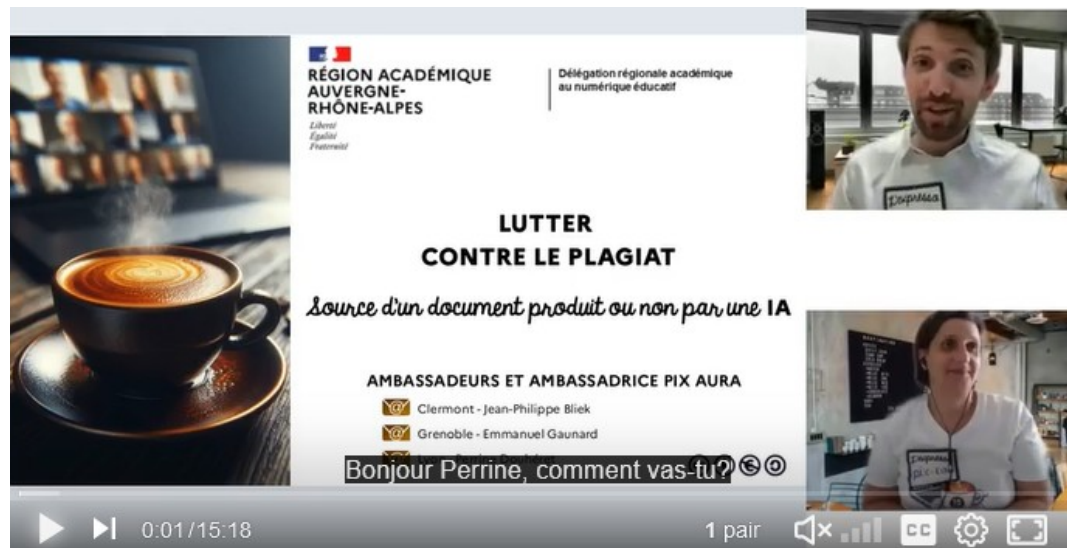 RÉGION ACADÉMIQUE
AUVERGNE-
RHÔNE-ALPES
Liberté
Égalité
Fraternité
Délégation régionale académique
au numérique éducatif
LUTTER
CONTRE LE PLAGIAT
Source d'un document produit ou non par une IA
AMBASSADEURS ET AMBASSADRICE PIX AURA
Clermont - Jean-Philippe Bliek
Grenoble - Emmanuel Gaunard
Bonjour Perrine, comment vas-tu?
0:01/15:18
1 pair
CC